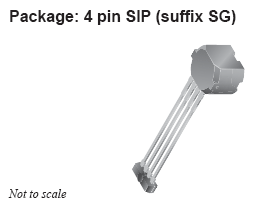 Package: 4 pin SIP (suffix SG)
Not to scale